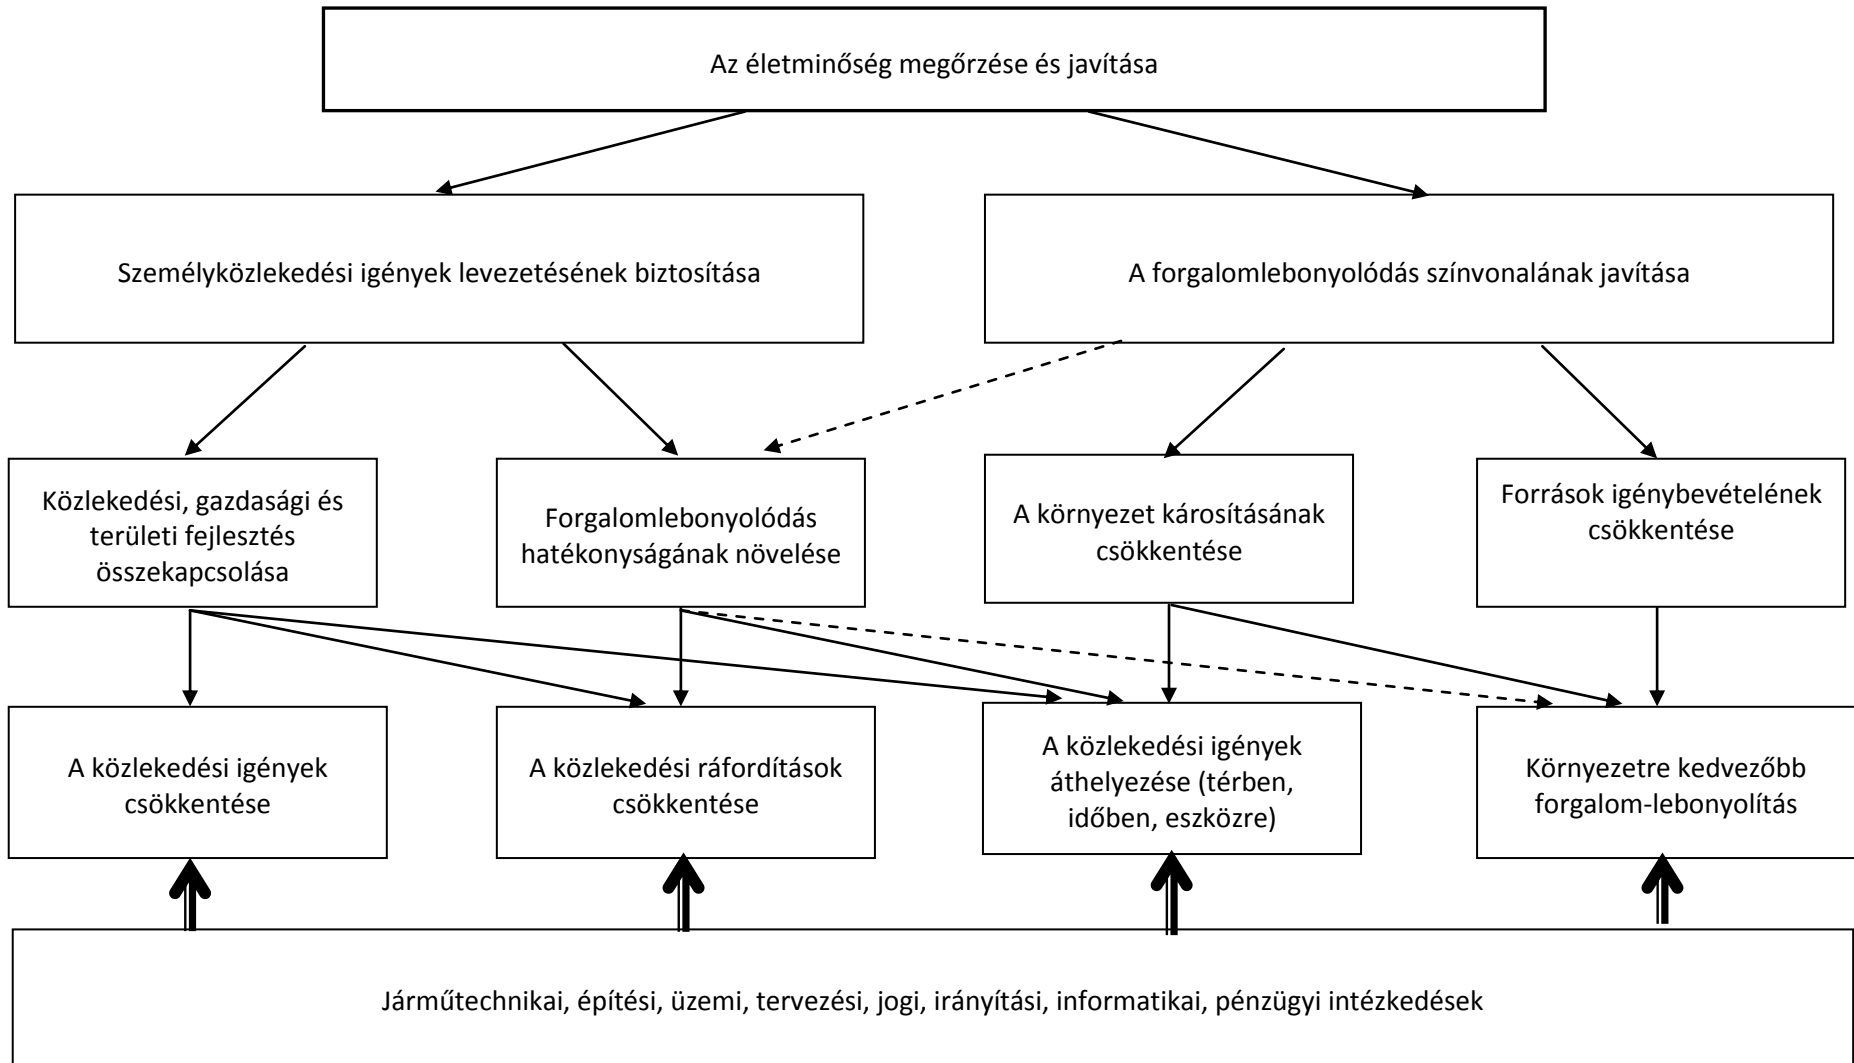 Az életminőség megőrzése és javítása
Személyközlekedési igények levezetésének biztosítása
A forgalomlebonyolódás színvonalának javítása
Közlekedési, gazdasági és
területi fejlesztés
összekapcsolása
Forgalomlebonyolódás
hatékonyságának növelése
A környezet károsításának
csökkentése
Források igénybevételének
csökkentése
A közlekedési igények
csökkentése
A közlekedési ráfordítások
csökkentése
A közlekedési igények
áthelyezése (térben,
időben, eszközre)
Környezetre kedvezőbb
forgalom-lebonyolítás
Járműtechnikai, építési, üzemi, tervezési, jogi, irányítási, informatikai, pénzügyi intézkedések